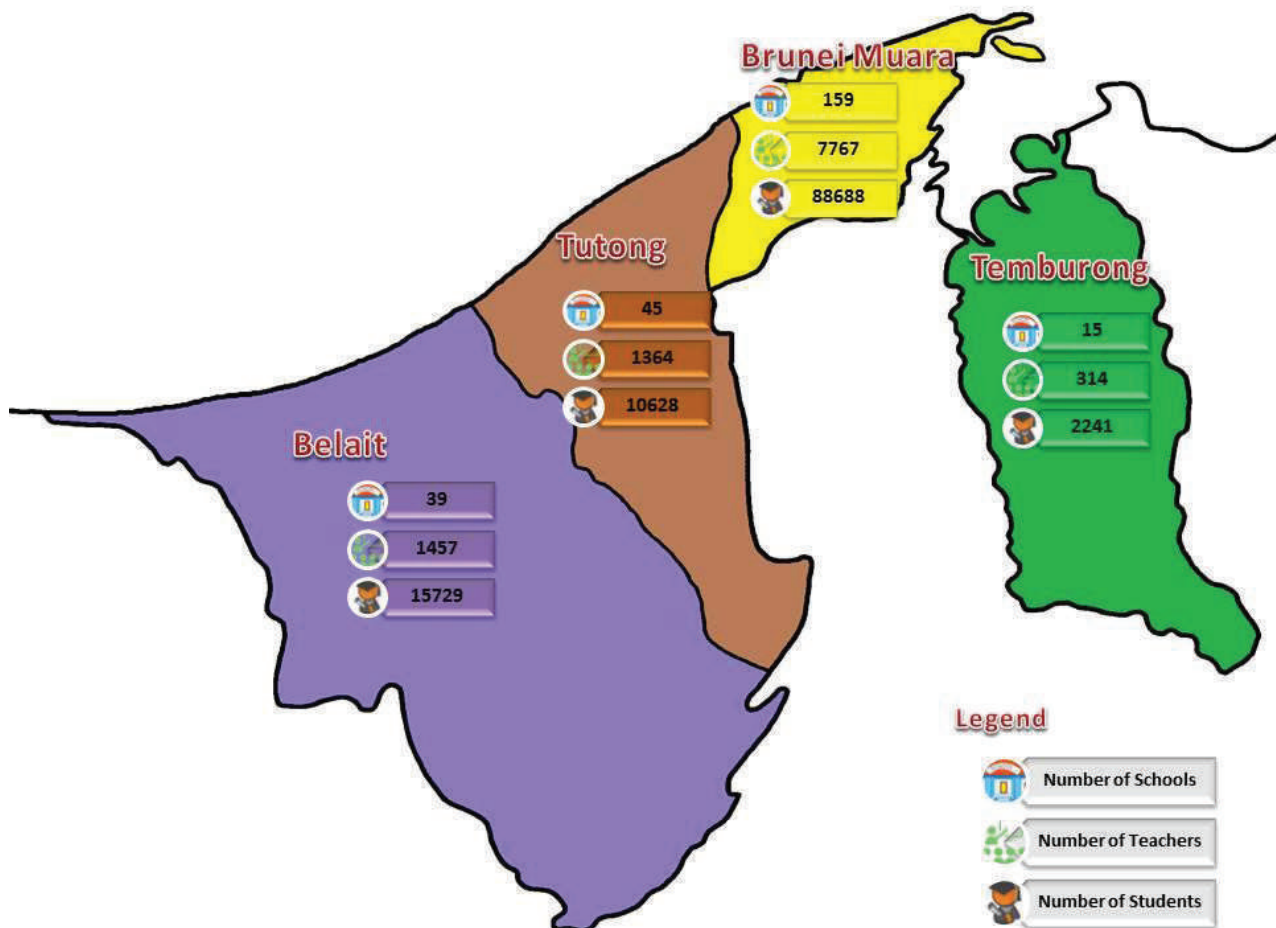 Brunei Muara
159
7767
88688
Tutong
45
1364
10628
Temburong
15
314
2241
Belait
39
1457
15729
Legend
Number of Schools
Number of Teachers
Number of Students